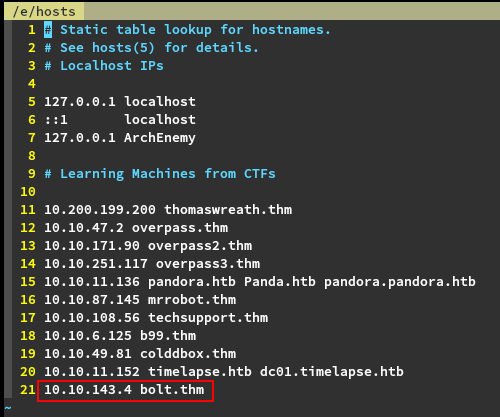 /e/hosts
1 # Static table lookup for hostnames.
2 # See hosts(5) for details.
3 # Localhost IPs
4
5 127.0.0.1 localhost
6 ::1       localhost
7 127.0.0.1 ArchEnemy
8
9 # Learning Machines from CTFs
10
11 10.200.199.200 thomaswreath.thm
12 10.10.47.2 overpass.thm
13 10.10.171.90 overpass2.thm
14 10.10.251.117 overpass3.thm
15 10.10.11.136 pandora.htb Panda.htb pandora.pandora.htb
16 10.10.87.145 mrrobot.thm
17 10.10.108.56 techsupport.thm
18 10.10.6.125 b99.thm
19 10.10.49.81 colddbox.thm
20 10.10.11.152 timelapse.htb dc01.timelapse.htb
21 10.10.143.4 bolt.thm
~